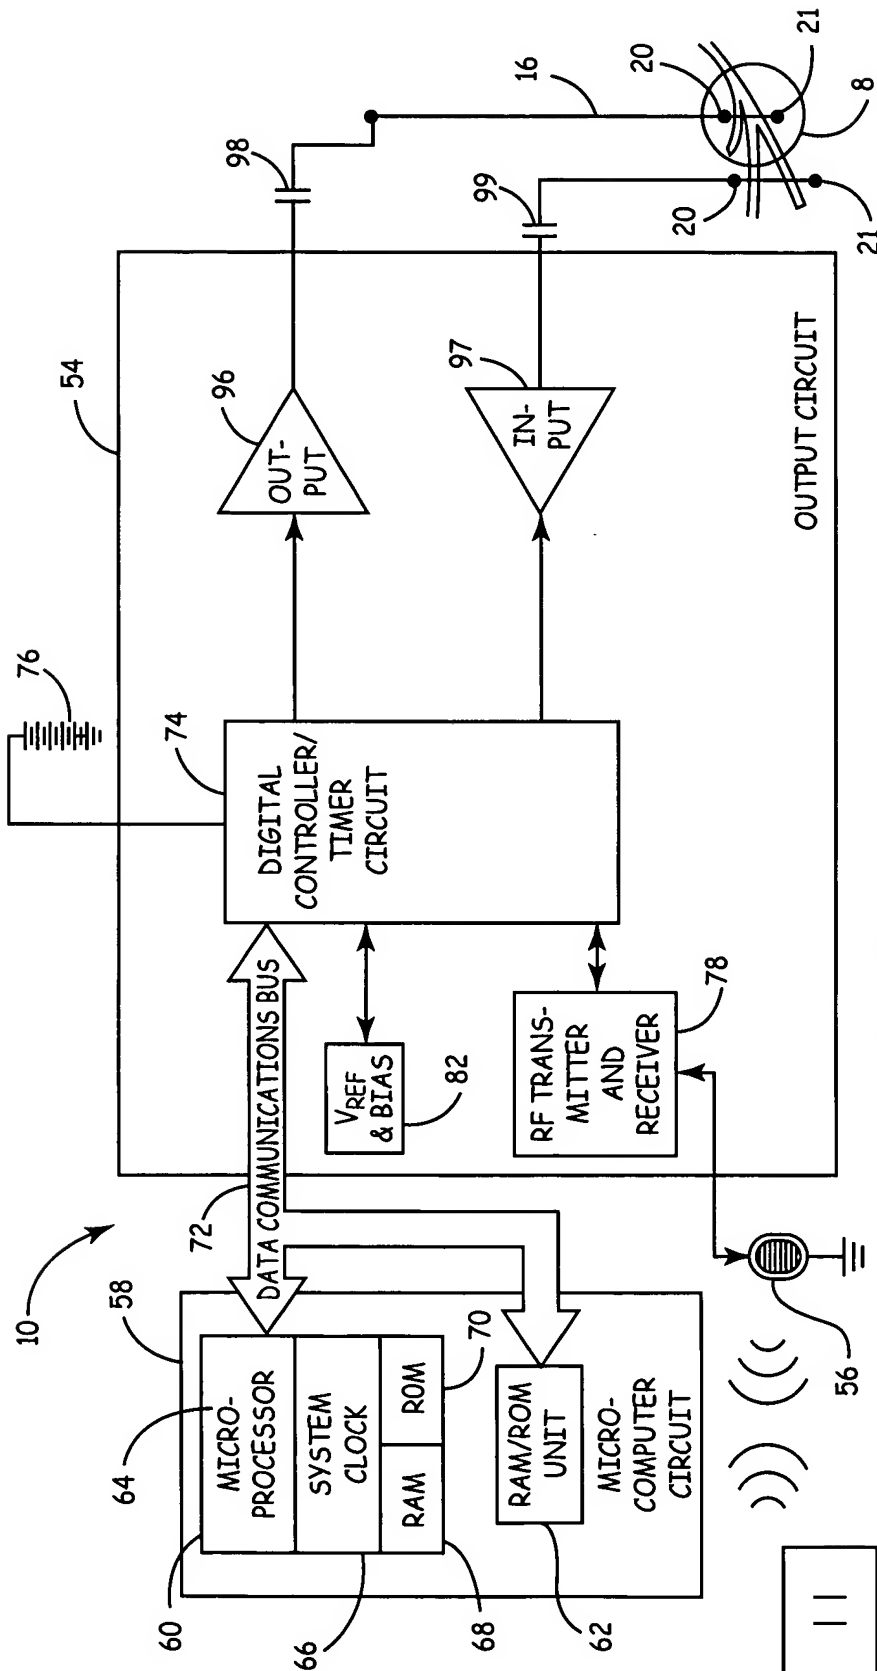 10
54
76
74
DIGITAL
CONTROLLER/
TIMER
CIRCUIT
96
OUT-
PUT
98
16
97
IN-
PUT
99
20
21
20
21
8
OUTPUT CIRCUIT
72
DATA COMMUNICATIONS BUS
VREF
& BIAS
82
RF TRANS-
MITTER
AND
RECEIVER
78
58
60
64
MICRO-
PROCESSOR
66
SYSTEM
CLOCK
68
RAM
ROM
70
RAM/ROM
UNIT
62
MICRO-
COMPUTER
CIRCUIT
56